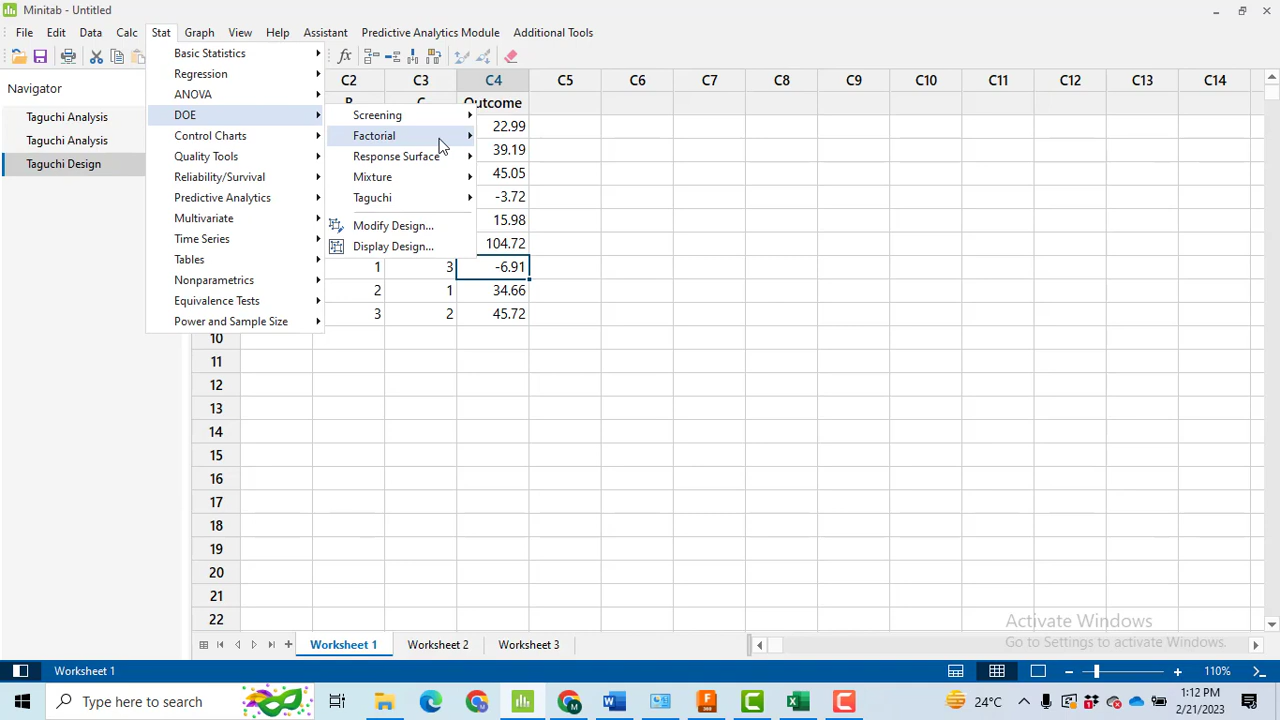 Minitab - Untitled
File Edit Data Calc Stat Graph View Help Assistant Predictive Analytics Module Additional Tools
Navigator
Taguchi Analysis
Taguchi Analysis
Taguchi Design
Basic Statistics
Regression
ANOVA
DOE
Control Charts
Quality Tools
Reliability/Survival
Predictive Analytics
Multivariate
Time Series
Tables
Nonparametrics
Equivalence Tests
Power and Sample Size
Screening
Factorial
Response Surface
Mixture
Taguchi
Modify Design...
Display Design...
C2 C3 C4 C5 C6 C7 C8 C9 C10 C11 C12 C13 C14
Outcome
22.99
39.19
45.05
-3.72
15.98
104.72
1 3 -6.91
2 1 34.66
3 2 45.72
10
11
12
13
14
15
16
17
18
19
20
21
22
Activate Windows
Go to Settings to activate Windows.
Worksheet 1 Worksheet 2 Worksheet 3
Worksheet 1 110%
Type here to search
24°C
1:12 PM
2/21/2023